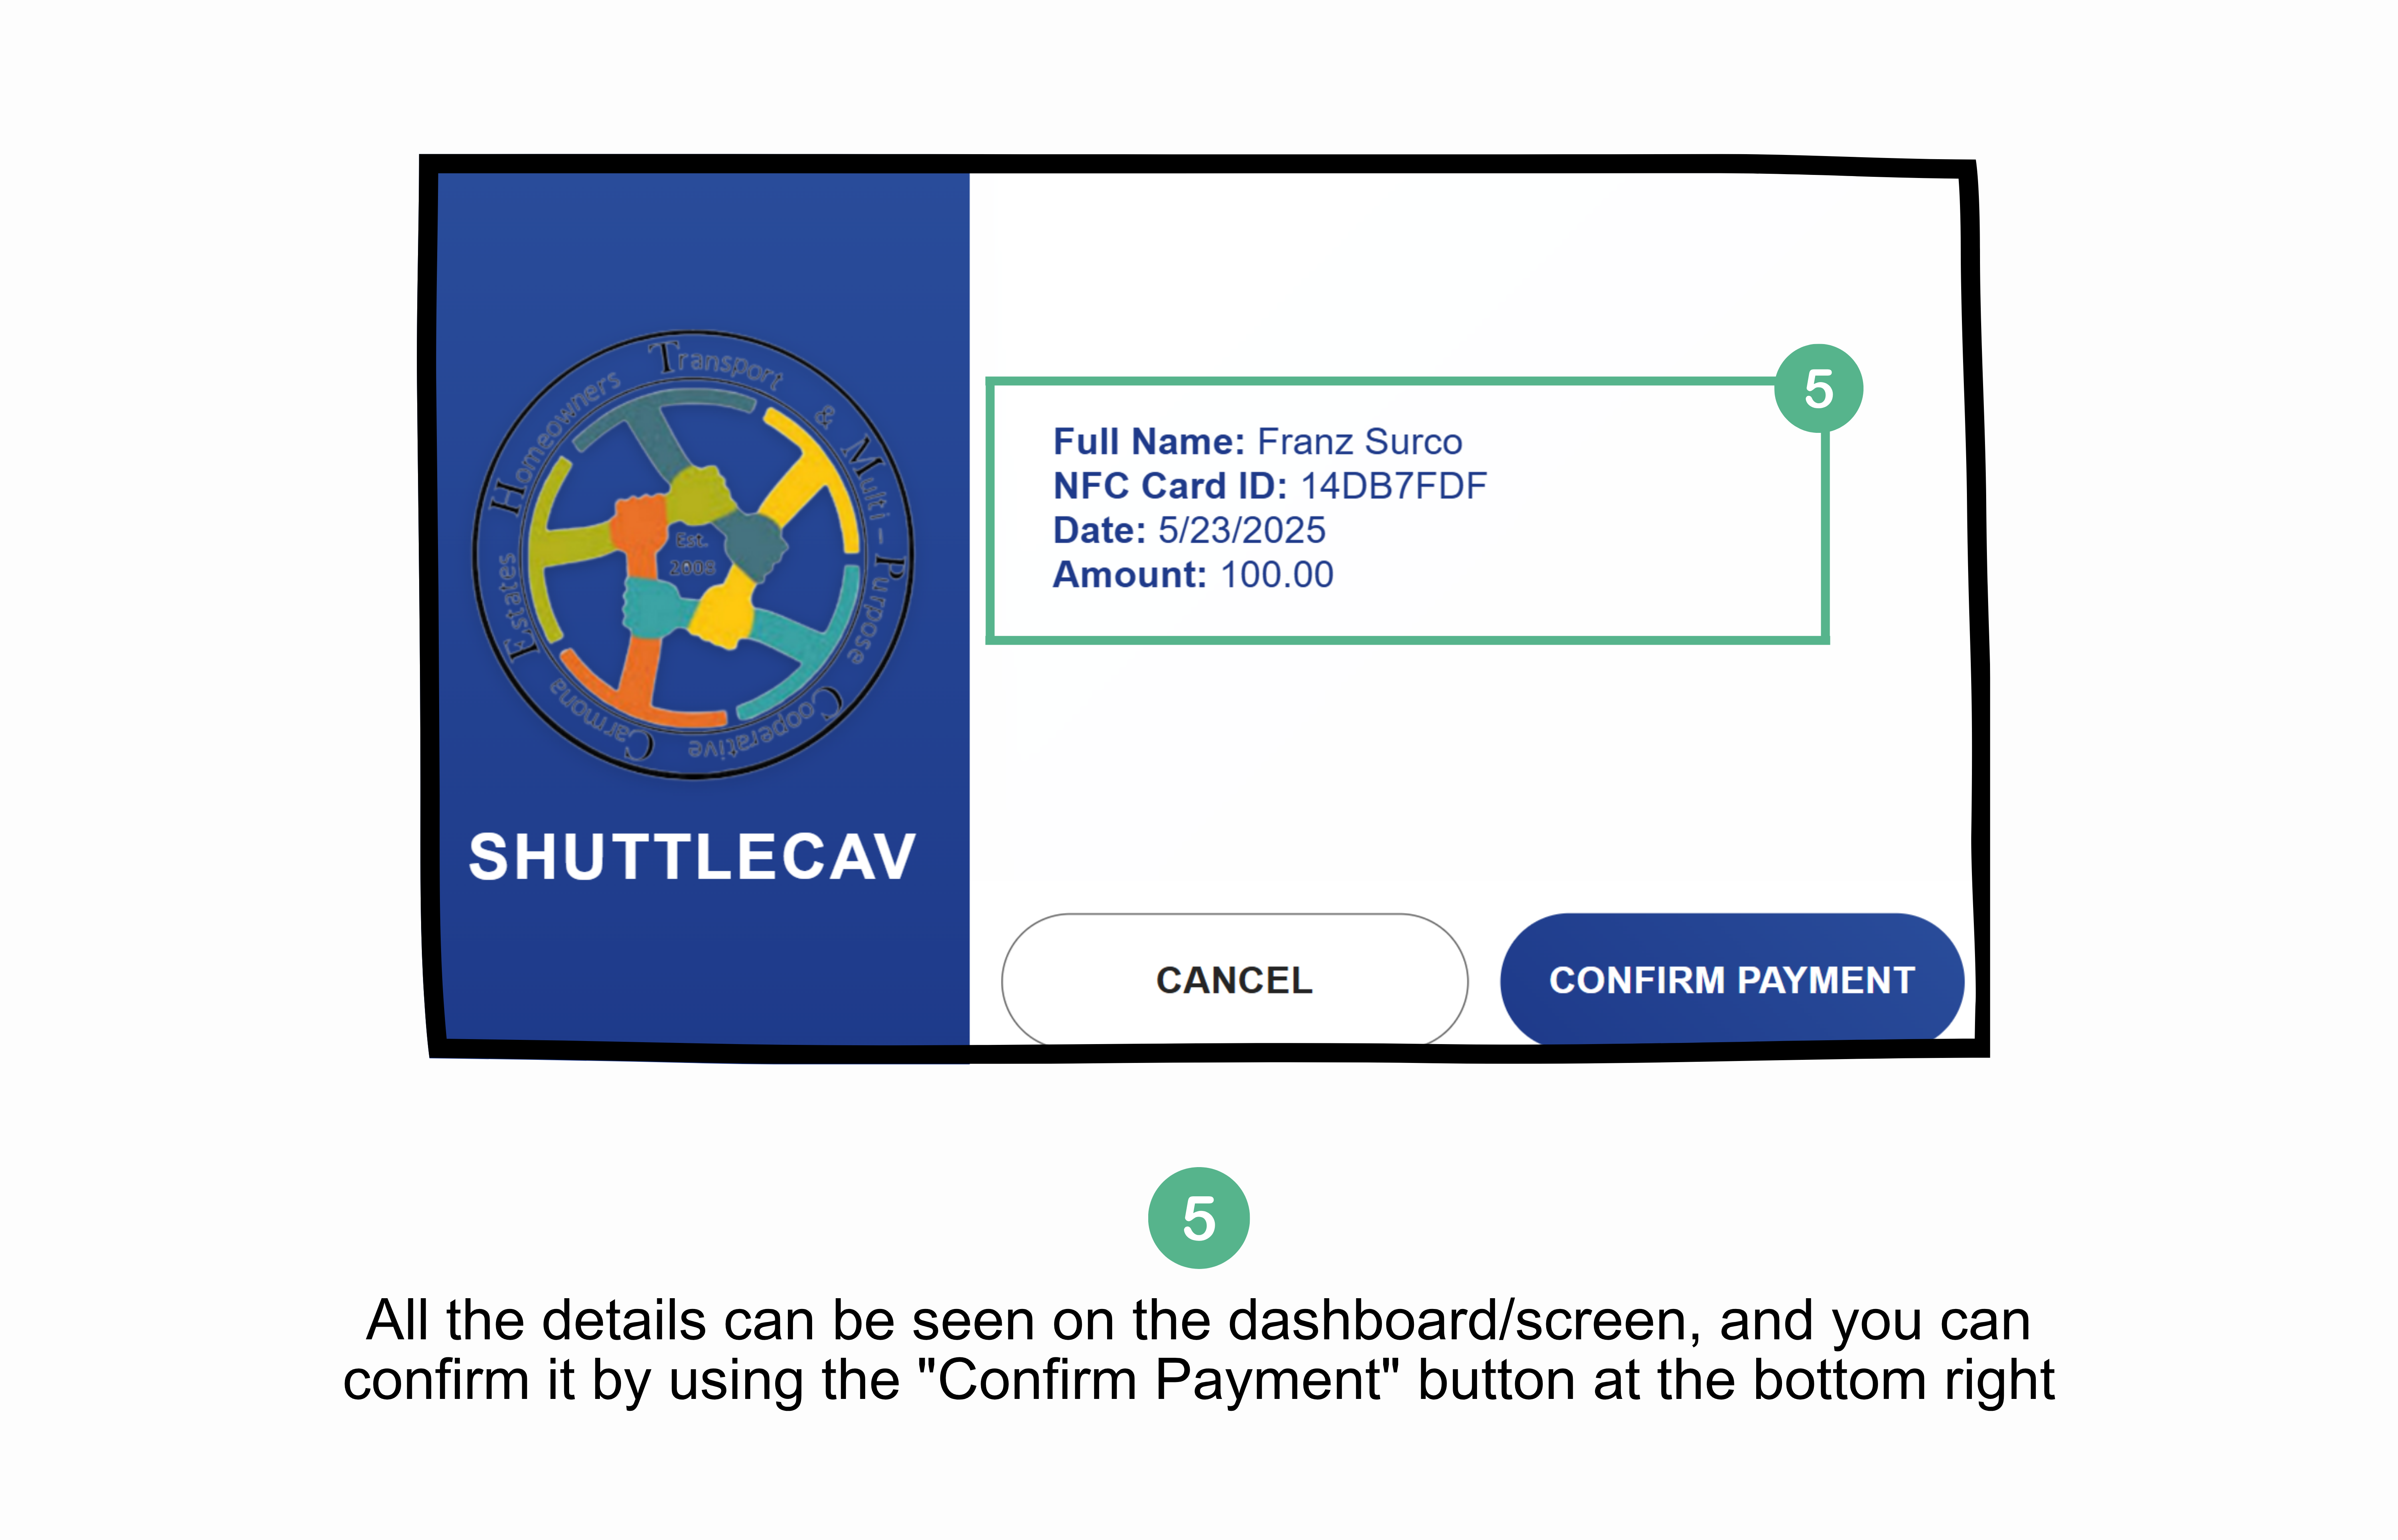 Carmona Estates Homeowners Transport & Multi-Purpose Cooperative
Est.
2008
SHUTTLECAV
5
Full Name: Franz Surco
NFC Card ID: 14DB7FDF
Date: 5/23/2025
Amount: 100.00
CANCEL
CONFIRM PAYMENT
5
All the details can be seen on the dashboard/screen, and you can
confirm it by using the "Confirm Payment" button at the bottom right